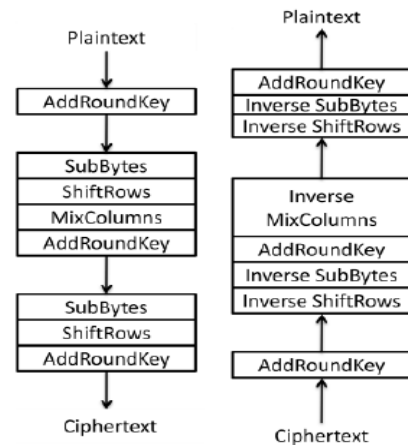 Plaintext
AddRoundKey
SubBytes
ShiftRows
MixColumns
AddRoundKey
SubBytes
ShiftRows
AddRoundKey
Ciphertext
Plaintext
AddRoundKey
Inverse SubBytes
Inverse ShiftRows
Inverse
MixColumns
AddRoundKey
Inverse SubBytes
Inverse ShiftRows
AddRoundKey
Ciphertext